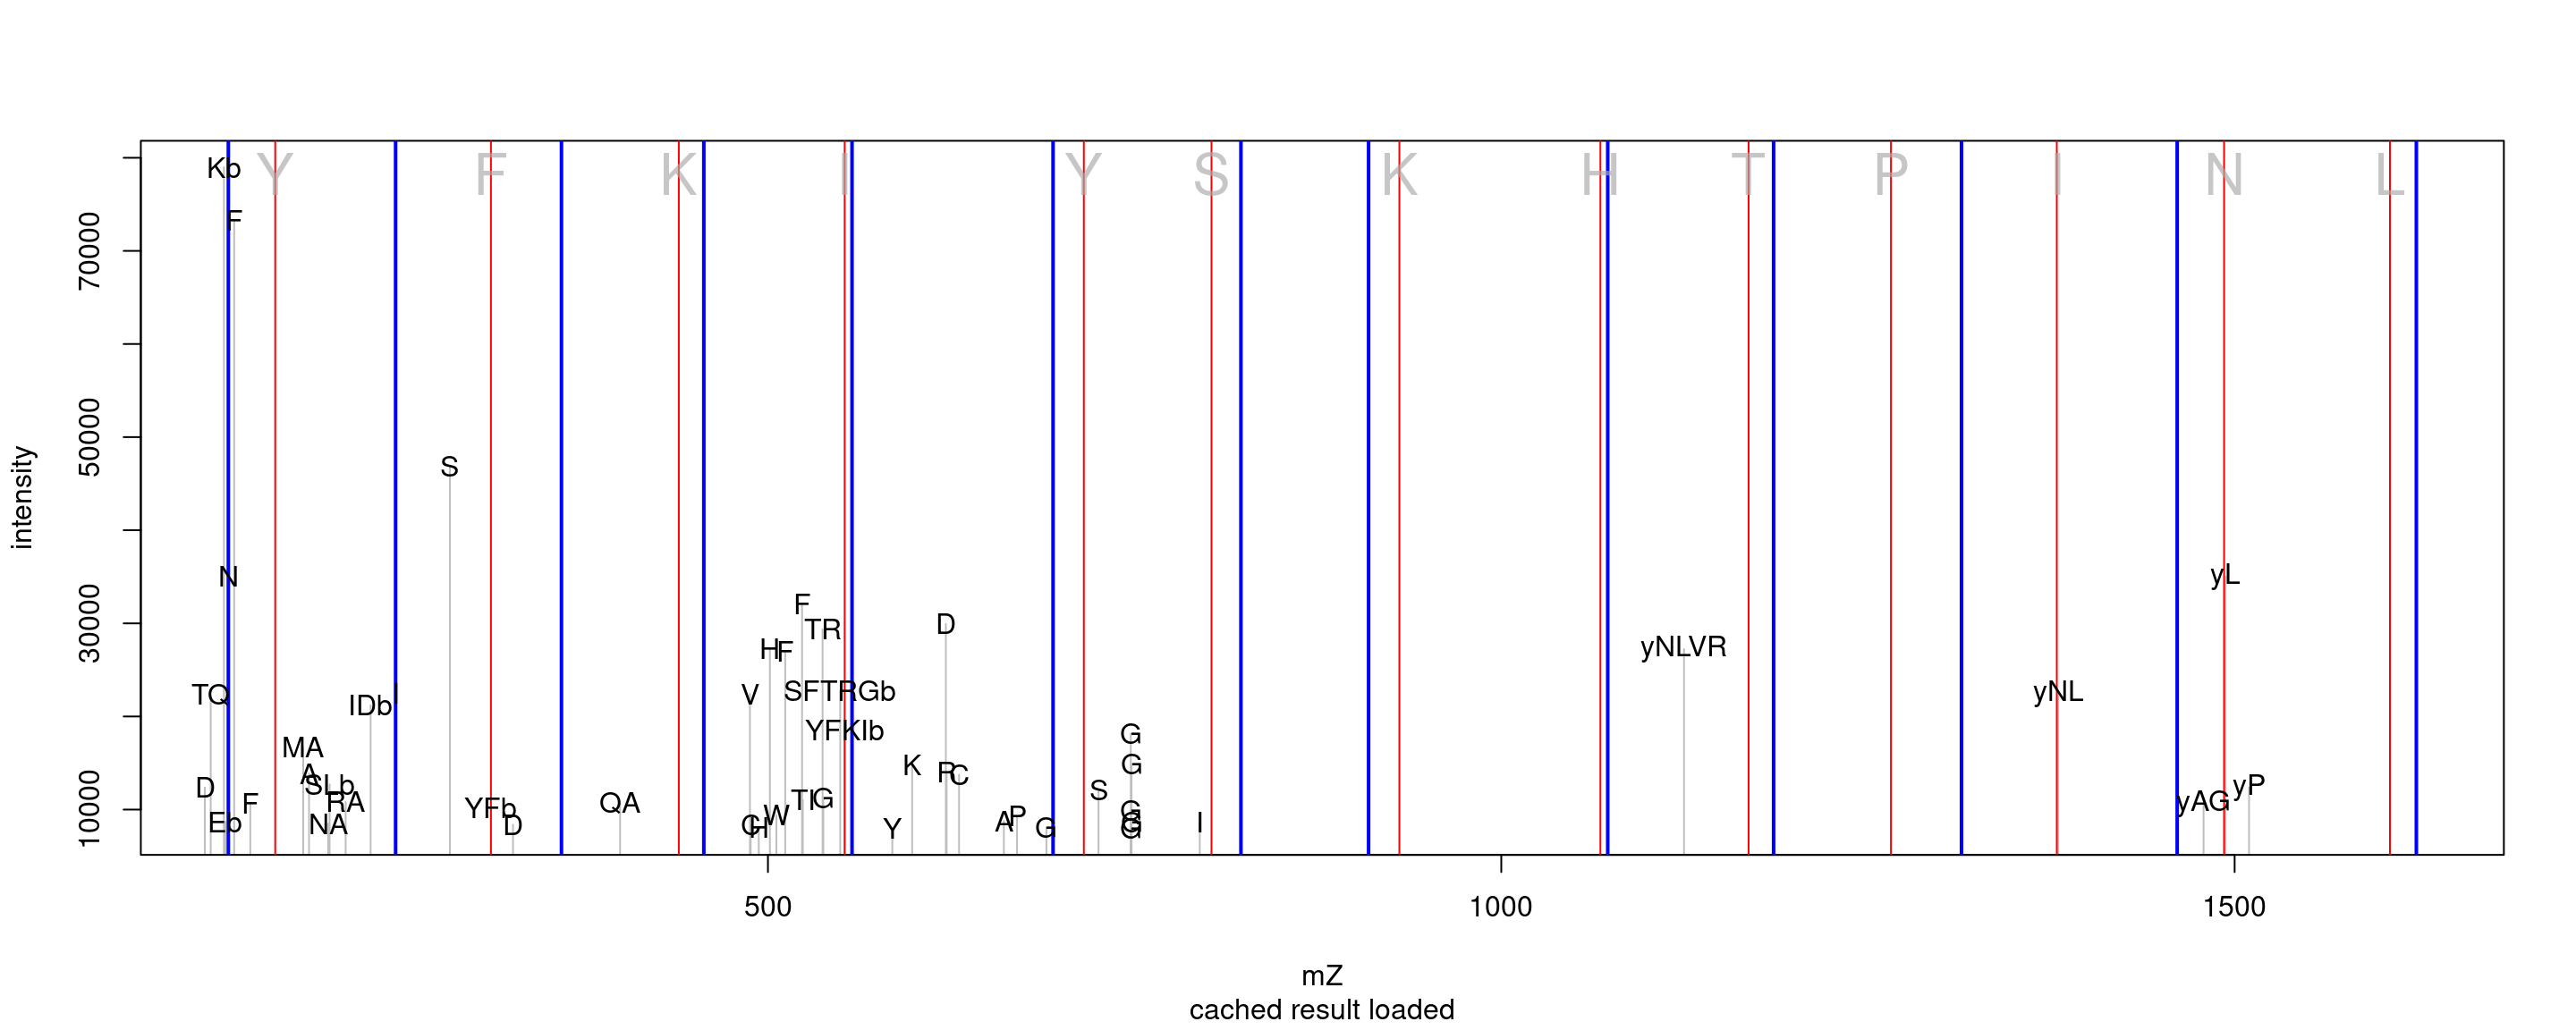 Y F K I Y S K H T P I N L
Kb
F
S
N
yL
F
D
TR
H F
yNLVR
TQ IDb I V SFTRGb yNL
YFKIb G
MA
A K R C G
D SLb S yP
F RA YFb QA TI G W A P G yAG
Eb NA D G H Y G G G I
10000 30000 50000 70000
intensity
500 1000 1500
mZ
cached result loaded